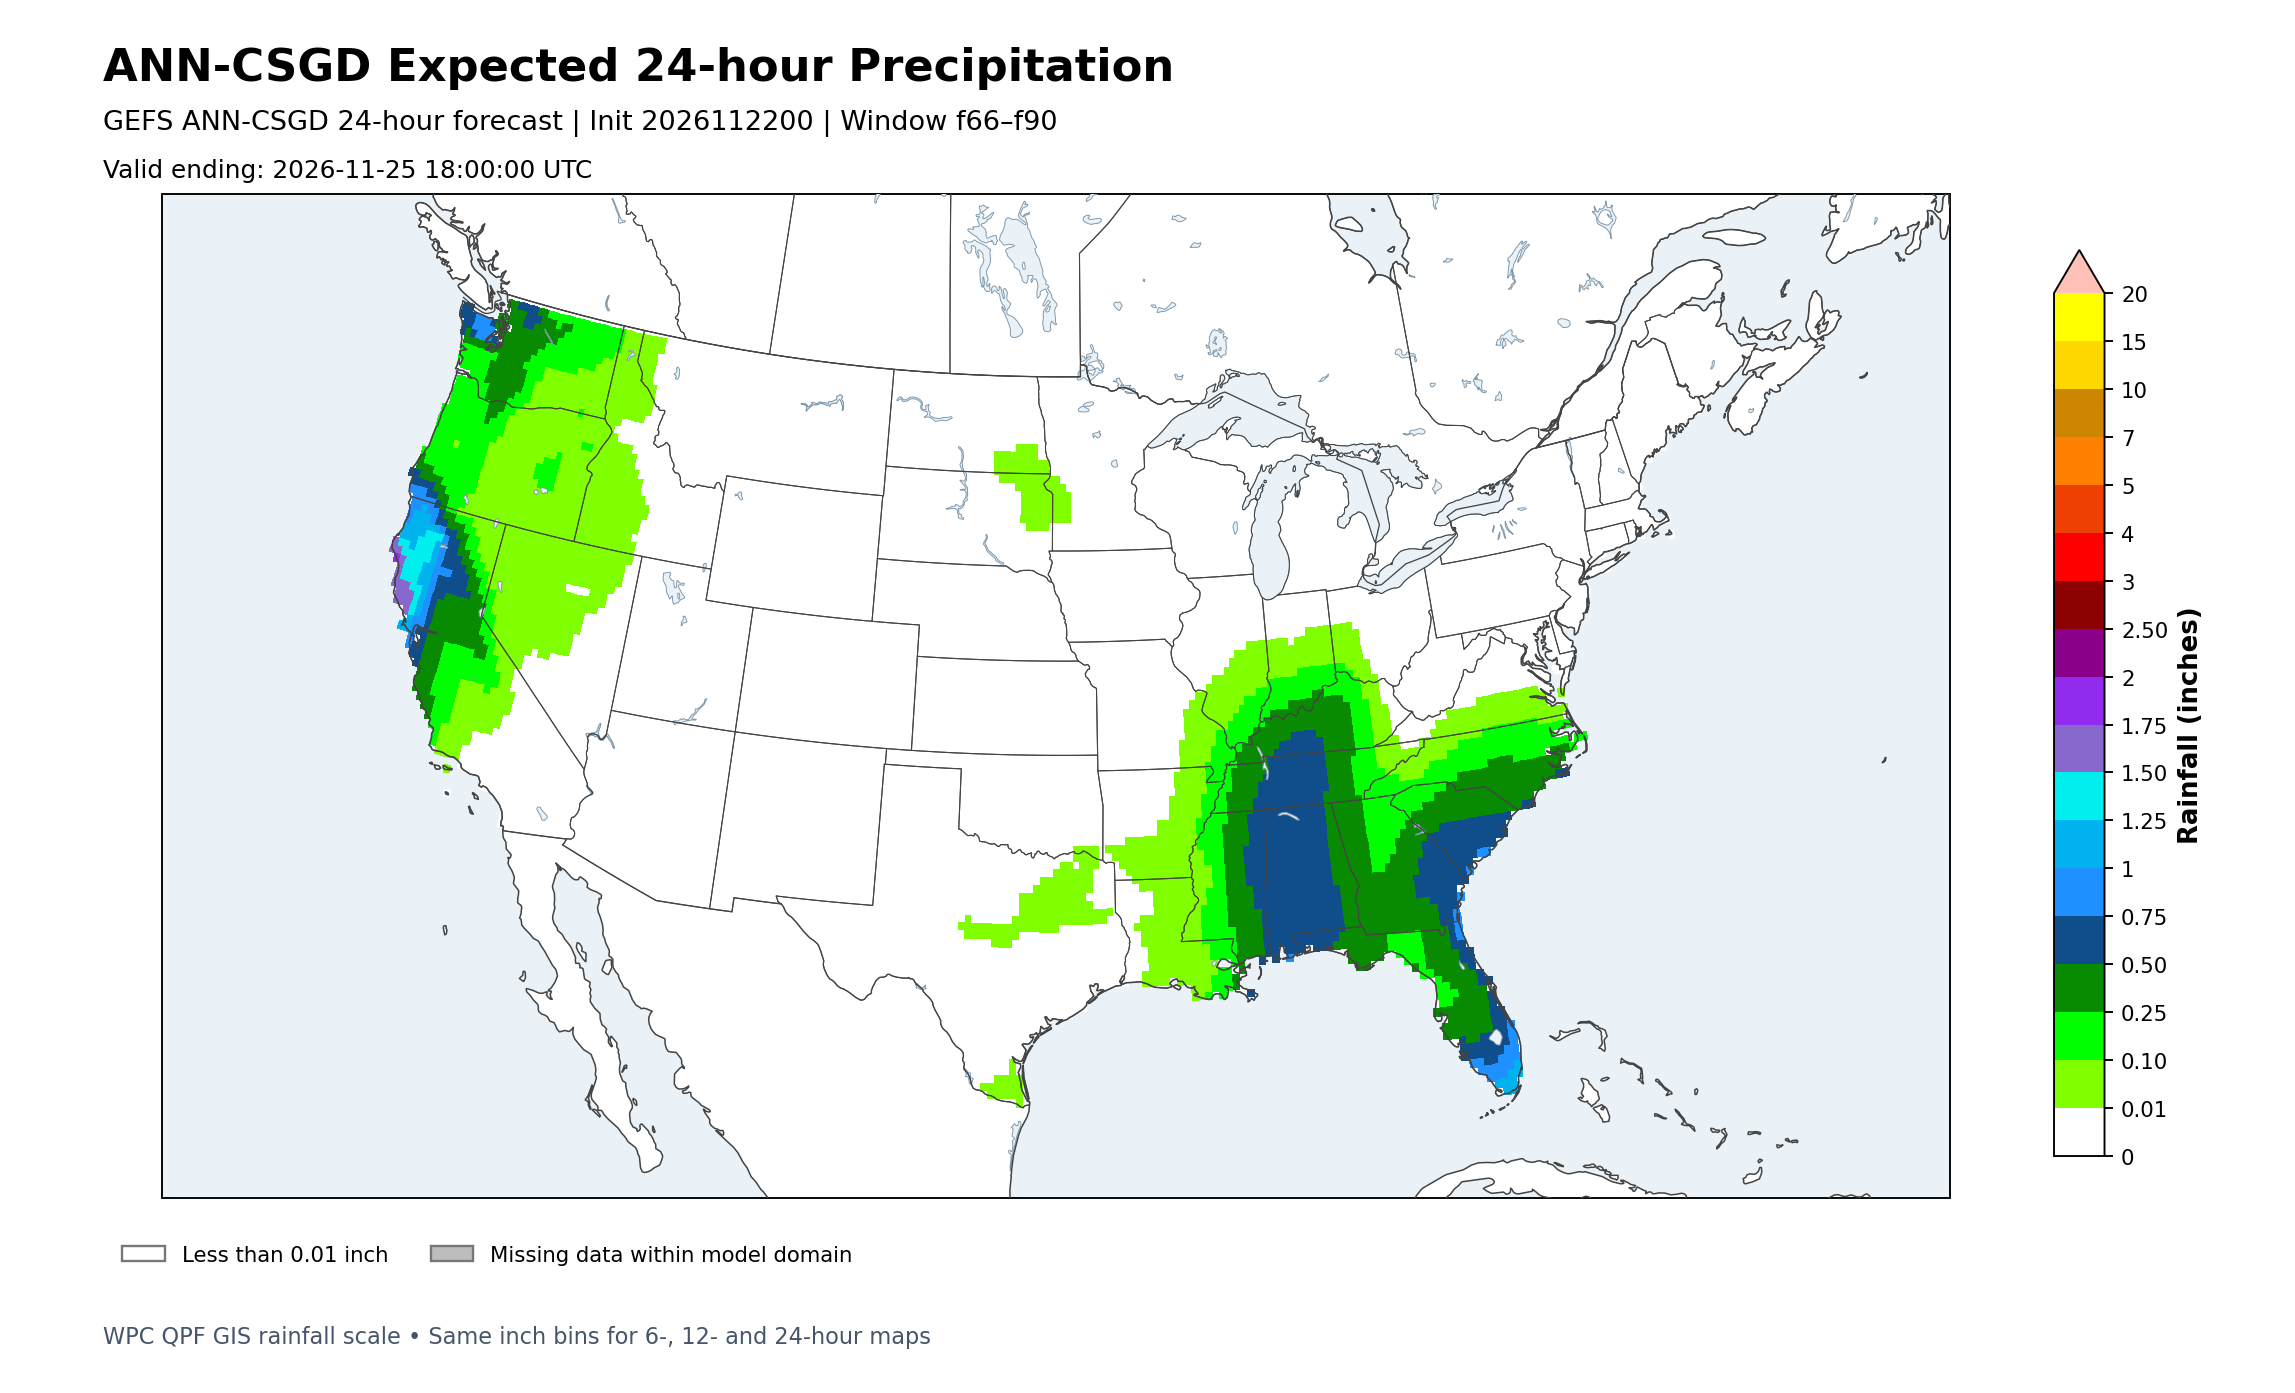 ANN-CSGD Expected 24-hour Precipitation
GEFS ANN-CSGD 24-hour forecast | Init 2026112200 | Window f66–f90
Valid ending: 2026-11-25 18:00:00 UTC
20
15
10
7
5
4
3
2.50
2
1.75
1.50
1.25
1
0.75
0.50
0.25
0.10
0.01
0
Rainfall (inches)
Less than 0.01 inch
Missing data within model domain
WPC QPF GIS rainfall scale • Same inch bins for 6-, 12- and 24-hour maps